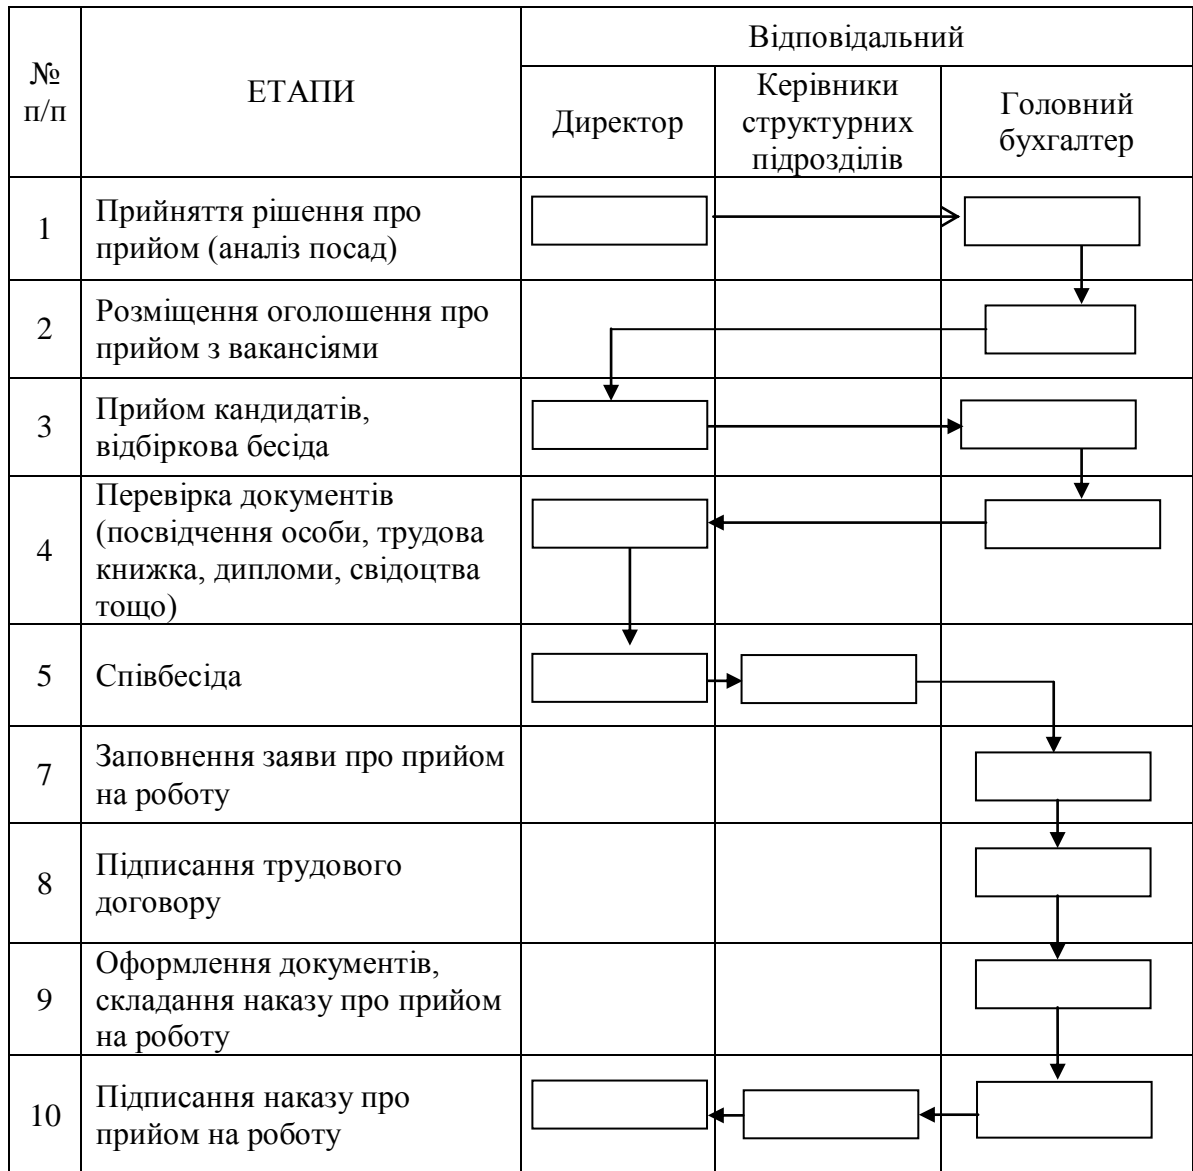 №
п/п
ЕТАПИ
Відповідальний
Директор
Керівники
структурних
підрозділів
Головний
бухгалтер
1
Прийняття рішення про
прийом (аналіз посад)
2
Розміщення оголошення про
прийом з вакансіями
3
Прийом кандидатів,
відбіркова бесіда
4
Перевірка документів
(посвідчення особи, трудова
книжка, дипломи, свідоцтва
тощо)
5
Співбесіда
7
Заповнення заяви про прийом
на роботу
8
Підписання трудового
договору
9
Оформлення документів,
складання наказу про прийом
на роботу
10
Підписання наказу про
прийом на роботу